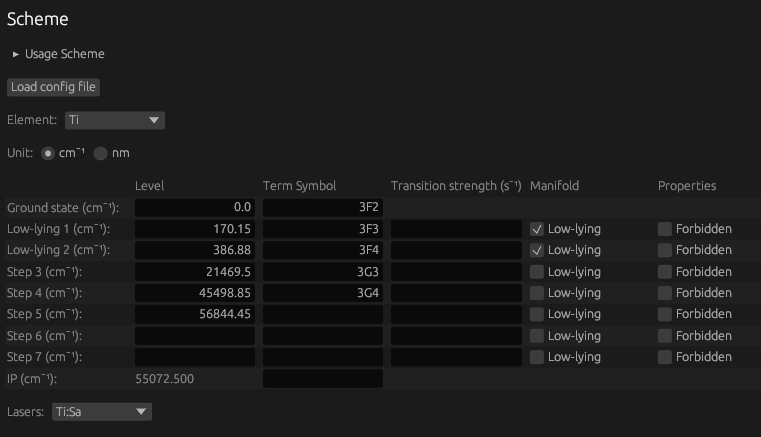 Scheme
Usage Scheme
Load config file
Element: Ti
Unit: cm⁻¹ nm
Level Term Symbol Transition strength (s⁻¹) Manifold Properties
Ground state (cm⁻¹): 0.0 3F2
Low-lying 1 (cm⁻¹): 170.15 3F3 Low-lying Forbidden
Low-lying 2 (cm⁻¹): 386.88 3F4 Low-lying Forbidden
Step 3 (cm⁻¹): 21469.5 3G3 Low-lying Forbidden
Step 4 (cm⁻¹): 45498.85 3G4 Low-lying Forbidden
Step 5 (cm⁻¹): 56844.45 Low-lying Forbidden
Step 6 (cm⁻¹): Low-lying Forbidden
Step 7 (cm⁻¹): Low-lying Forbidden
IP (cm⁻¹): 55072.500
Lasers: Ti:Sa